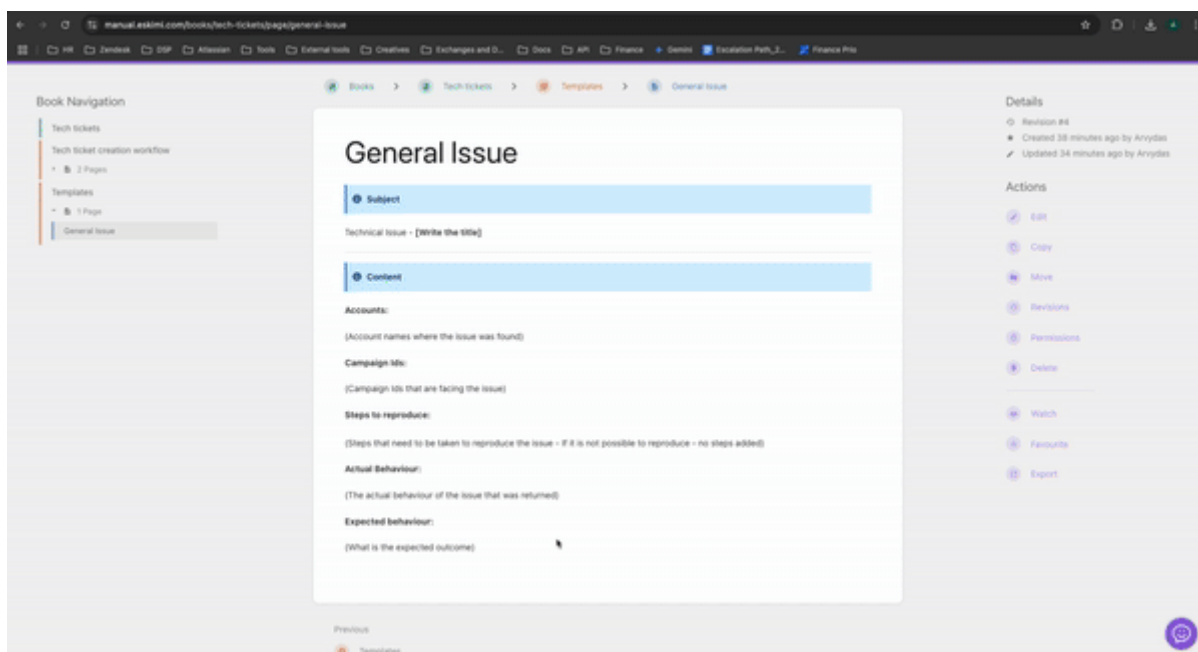 manual.eskimi.com/books/tech-tickets/page/general-issue
HR Zendesk DSP Atlassian Tools External tools Creatives Exchanges and D... Docs API Finance Gemini Escalation Path_2... Finance Prio
Books > Tech tickets > Templates > General Issue
Book Navigation
Tech tickets
Tech ticket creation workflow
2 Pages
Templates
1 Page
General Issue
General Issue
Subject
Technical Issue - [Write the title]
Content
Accounts:
(Account names where the issue was found)
Campaign Ids:
(Campaign Ids that are facing the issue)
Steps to reproduce:
(Steps that need to be taken to reproduce the issue - If it is not possible to reproduce - no steps added)
Actual Behaviour:
(The actual behaviour of the issue that was returned)
Expected behaviour:
(What is the expected outcome)
Previous
Templates
Details
Revision #4
Created 38 minutes ago by Arvydas
Updated 34 minutes ago by Arvydas
Actions
Edit
Copy
Move
Revisions
Permissions
Delete
Watch
Favourite
Export